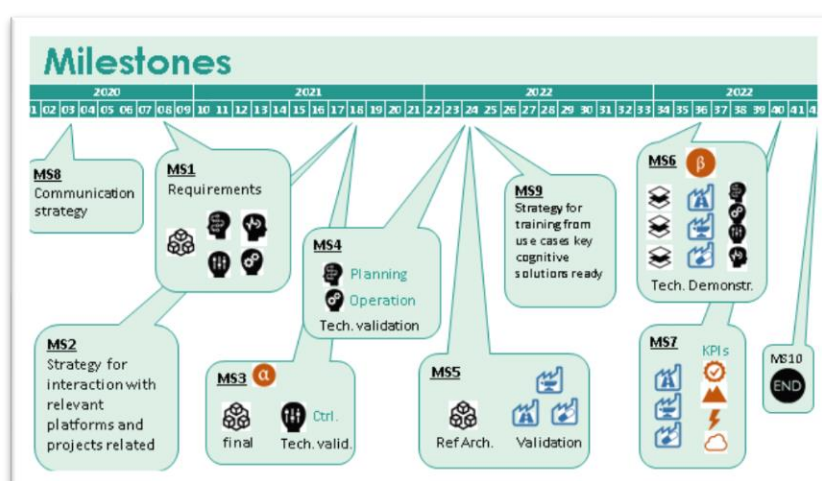 Milestones
2020 2021 2022 2022
02 03 04 05 06 07 08 09 10 11 12 13 14 15 16 17 18 19 20 21 22 23 24 25 26 27 28 29 30 31 32 33 34 35 36 37 38 39 40 41
MS8
Communication
strategy
MS1
Requirements
MS4
Planning
Operation
Tech. validation
MS9
Strategy for
training from
use cases key
cognitive
solutions ready
MS6
β
Tech. Demonstr.
MS2
Strategy for
interaction with
relevant
platforms and
projects related
MS3
α
final
Ctrl.
Tech. valid.
MS5
Ref Arch.
Validation
MS7
KPIs
MS10
END